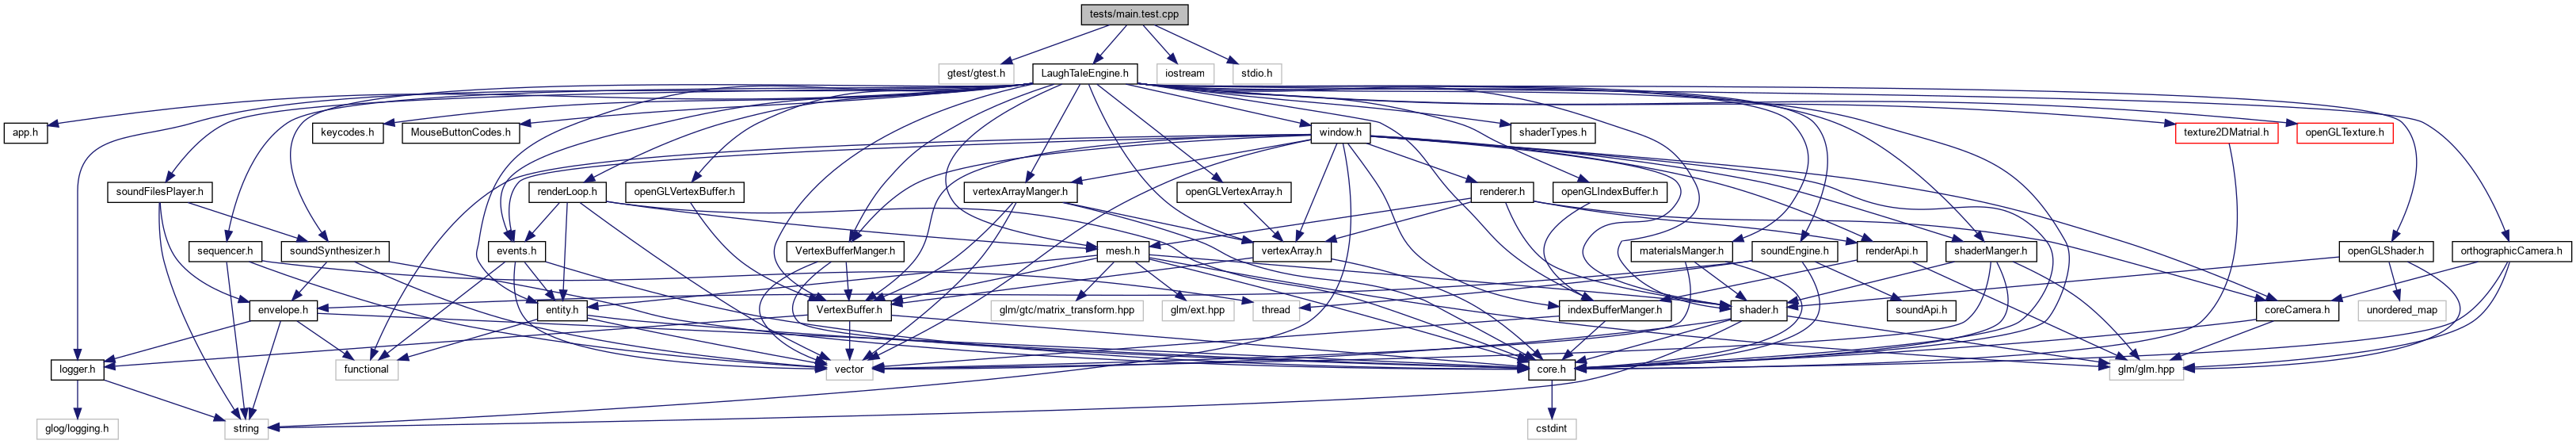 tests/main.test.cpp
gtest/gtest.h
LaughTaleEngine.h
iostream
stdio.h
app.h
keycodes.h
MouseButtonCodes.h
window.h
shaderTypes.h
texture2DMatrial.h
openGLTexture.h
soundFilesPlayer.h
renderLoop.h
openGLVertexBuffer.h
vertexArrayManger.h
openGLVertexArray.h
renderer.h
openGLIndexBuffer.h
sequencer.h
soundSynthesizer.h
events.h
VertexBufferManger.h
mesh.h
vertexArray.h
materialsManger.h
soundEngine.h
renderApi.h
shaderManger.h
openGLShader.h
orthographicCamera.h
envelope.h
entity.h
VertexBuffer.h
glm/gtc/matrix_transform.hpp
glm/ext.hpp
thread
indexBufferManger.h
shader.h
soundApi.h
coreCamera.h
unordered_map
logger.h
functional
vector
core.h
glm/glm.hpp
glog/logging.h
string
cstdint